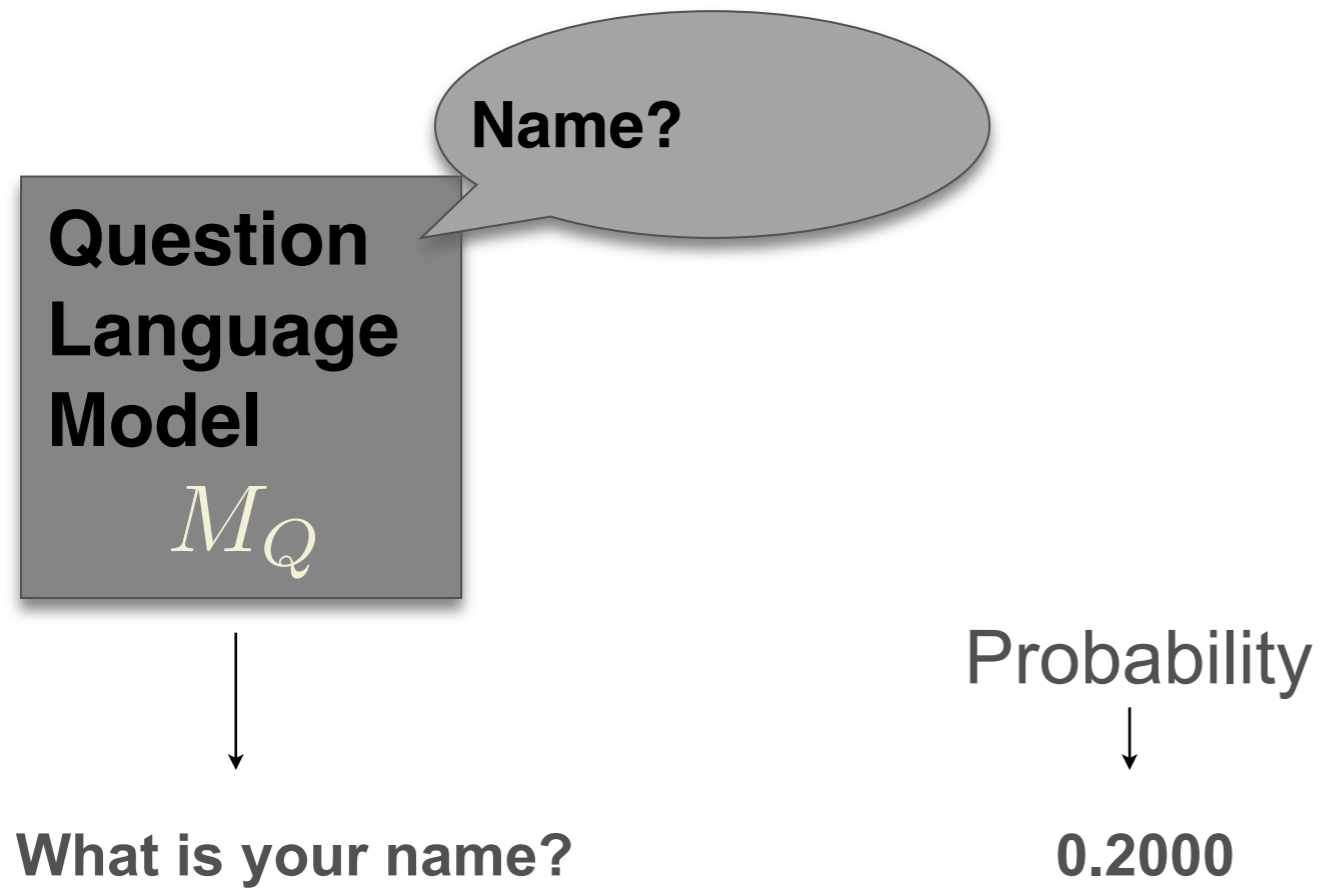 Name?
Question
Language
Model
M_Q
Probability
What is your name? 0.2000